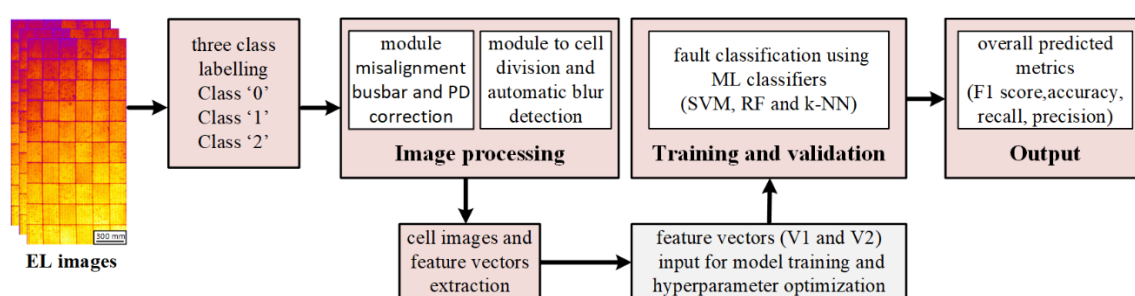 300 mm
EL images
three class
labelling
Class ‘0’
Class ‘1’
Class ‘2’
module
misalignment
busbar and PD
correction
module to cell
division and
automatic blur
detection
Image processing
cell images and
feature vectors
extraction
feature vectors (V1 and V2)
input for model training and
hyperparameter optimization
fault classification using
ML classifiers
(SVM, RF and k-NN)
Training and validation
overall predicted
metrics
(F1 score,accuracy,
recall, precision)
Output